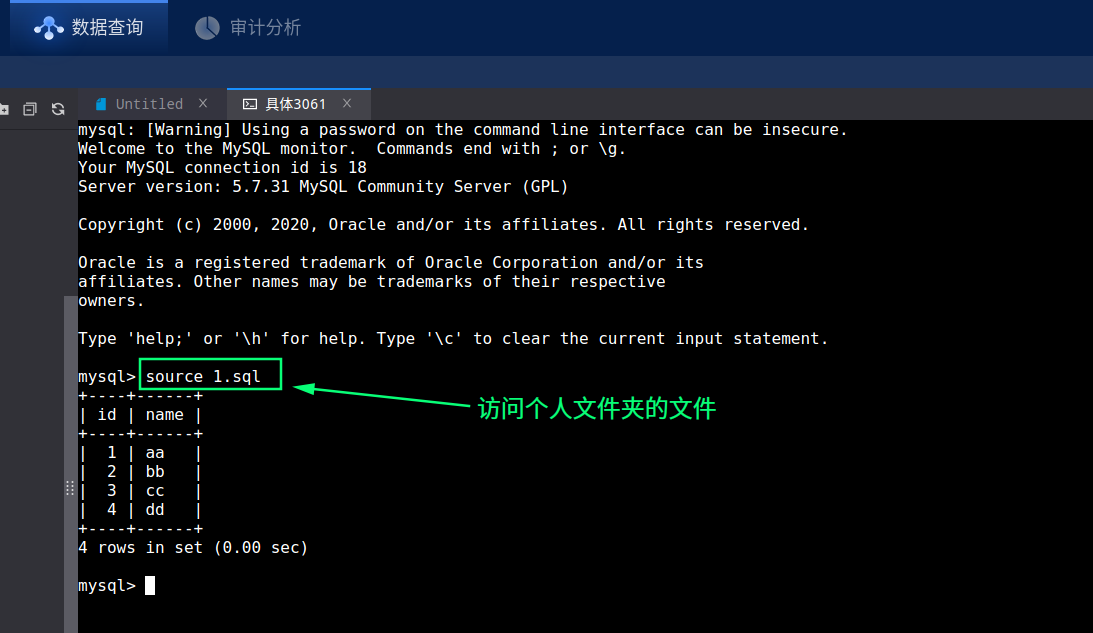 数据查询 审计分析
Untitled X 具体3061 X
mysql: [Warning] Using a password on the command line interface can be insecure.
Welcome to the MySQL monitor.  Commands end with ; or \g.
Your MySQL connection id is 18
Server version: 5.7.31 MySQL Community Server (GPL)
Copyright (c) 2000, 2020, Oracle and/or its affiliates. All rights reserved.
Oracle is a registered trademark of Oracle Corporation and/or its
affiliates. Other names may be trademarks of their respective
owners.
Type 'help;' or '\h' for help. Type '\c' to clear the current input statement.
mysql> source 1.sql
+----+------+
| id | name |
+----+------+
|  1 | aa   |
|  2 | bb   |
|  3 | cc   |
|  4 | dd   |
+----+------+
4 rows in set (0.00 sec)
mysql>
访问个人文件夹的文件